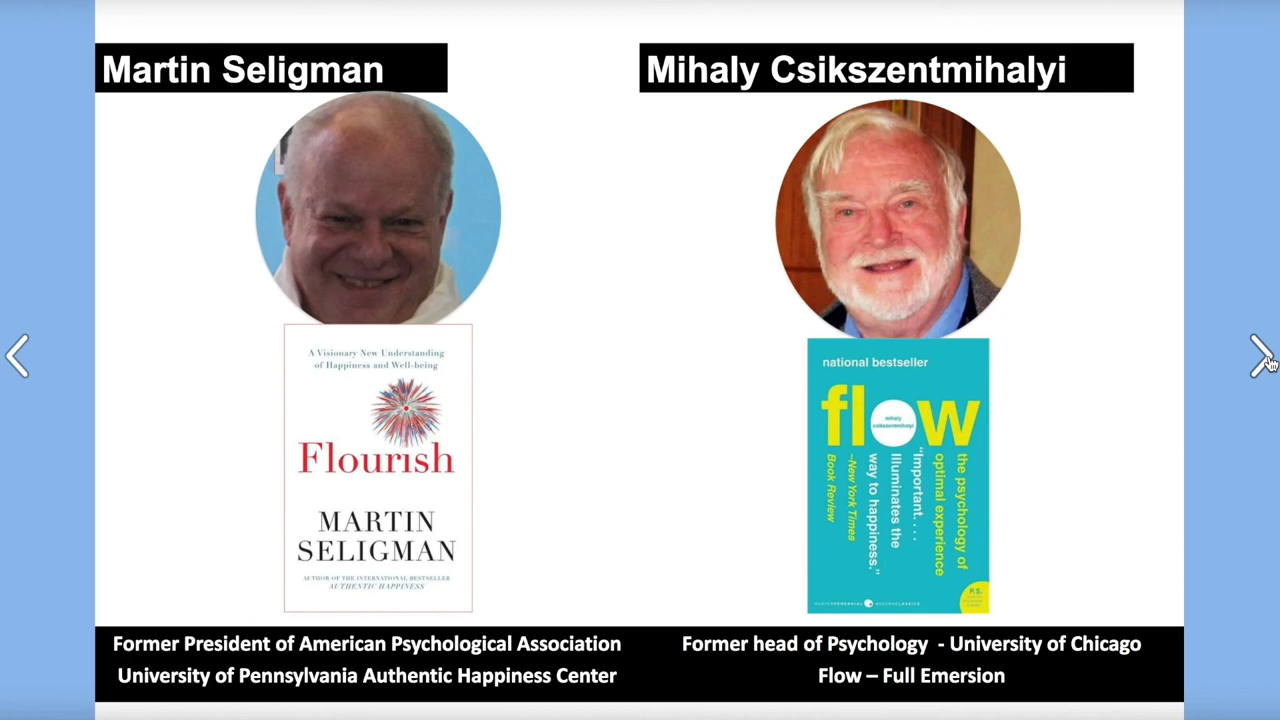 Martin Seligman
A Visionary New Understanding
of Happiness and Well-being
Flourish
MARTIN
SELIGMAN
AUTHOR OF THE INTERNATIONAL BESTSELLER
AUTHENTIC HAPPINESS
Former President of American Psychological Association
University of Pennsylvania Authentic Happiness Center
Mihaly Csikszentmihalyi
national bestseller
flow
mihaly
csikszentmihalyi
the psychology of
optimal experience
"Important. . . .
Illuminates the
way to happiness."
–New York Times
Book Review
HARPERPERENNIAL MODERNCLASSICS
P.S.
Former head of Psychology - University of Chicago
Flow – Full Emersion